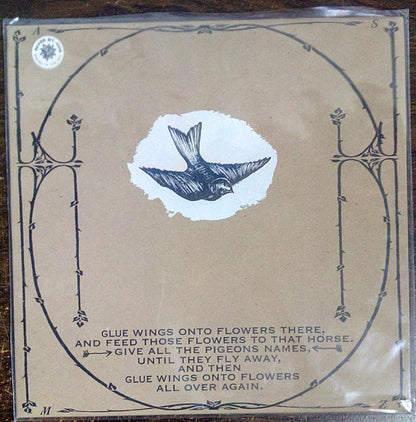 A
S
GLUE WINGS ONTO FLOWERS THERE,
AND FEED THOSE FLOWERS TO THAT HORSE.
GIVE ALL THE PIGEONS NAMES,
UNTIL THEY FLY AWAY,
AND THEN
GLUE WINGS ONTO FLOWERS
ALL OVER AGAIN.
M
Z